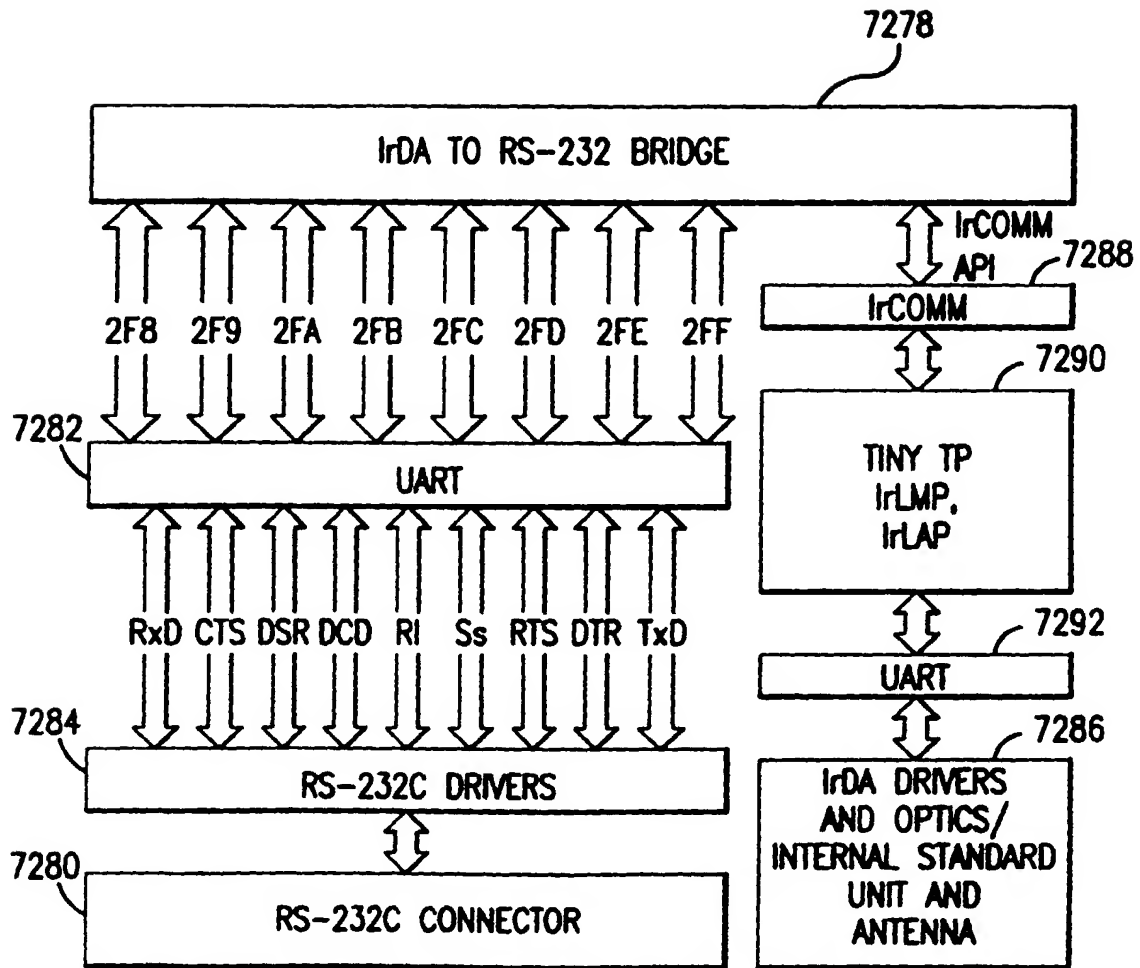 7278
IrDA TO RS-232 BRIDGE
IrCOMM
API
7288
2F8 2F9 2FA 2FB 2FC 2FD 2FE 2FF
IrCOMM
7290
7282
UART
TINY TP
IrLMP,
IrLAP
RxD CTS DSR DCD RI Ss RTS DTR TxD
7292
UART
7284
RS-232C DRIVERS
7286
IrDA DRIVERS
AND OPTICS/
INTERNAL STANDARD
UNIT AND
ANTENNA
7280
RS-232C CONNECTOR